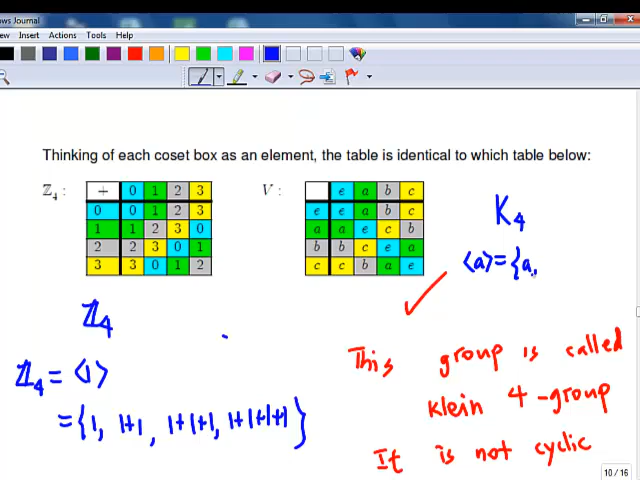 ows Journal
ew Insert Actions Tools Help
Thinking of each coset box as an element, the table is identical to which table below:
ℤ₄ :
+ 0 1 2 3
0 0 1 2 3
1 1 2 3 0
2 2 3 0 1
3 3 0 1 2
V :
e a b c
e e a b c
a a e c b
b b c e a
c c b a e
K₄
⟨a⟩={a,
ℤ₄
ℤ₄ = ⟨1⟩
={1, 1+1, 1+1+1, 1+1+1+1}
This group is called
Klein 4-group
It is not cyclic
10 / 16